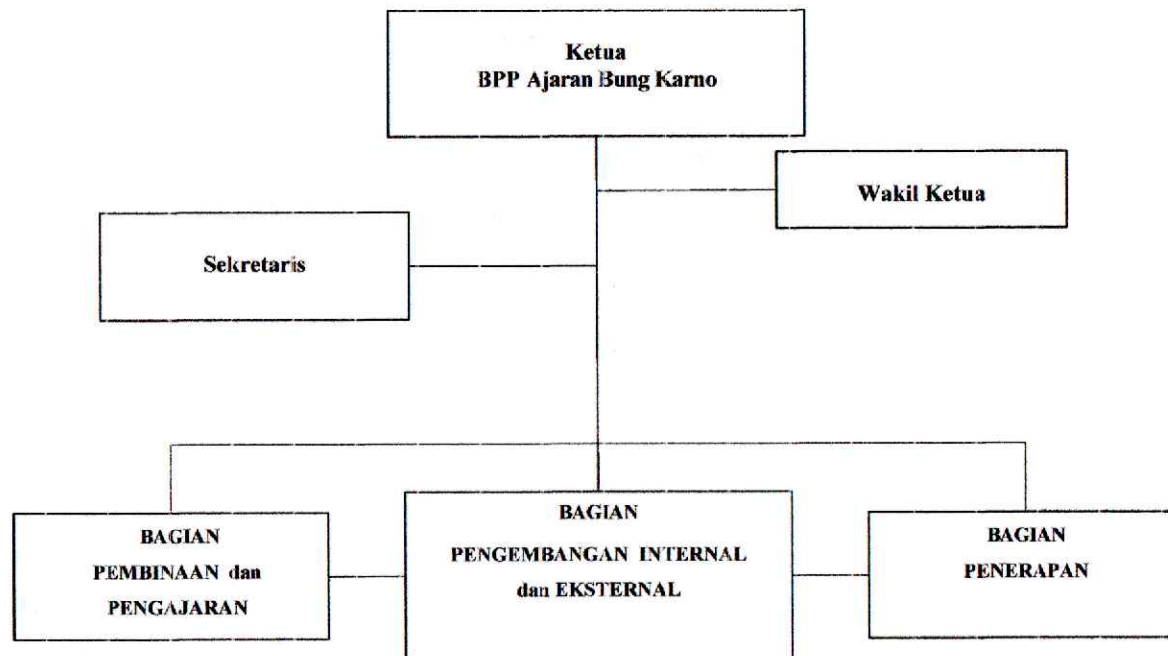 Ketua
BPP Ajaran Bung Karno
Wakil Ketua
Sekretaris
BAGIAN
PEMBINAAN dan
PENGAJARAN
BAGIAN
PENGEMBANGAN INTERNAL
dan EKSTERNAL
BAGIAN
PENERAPAN